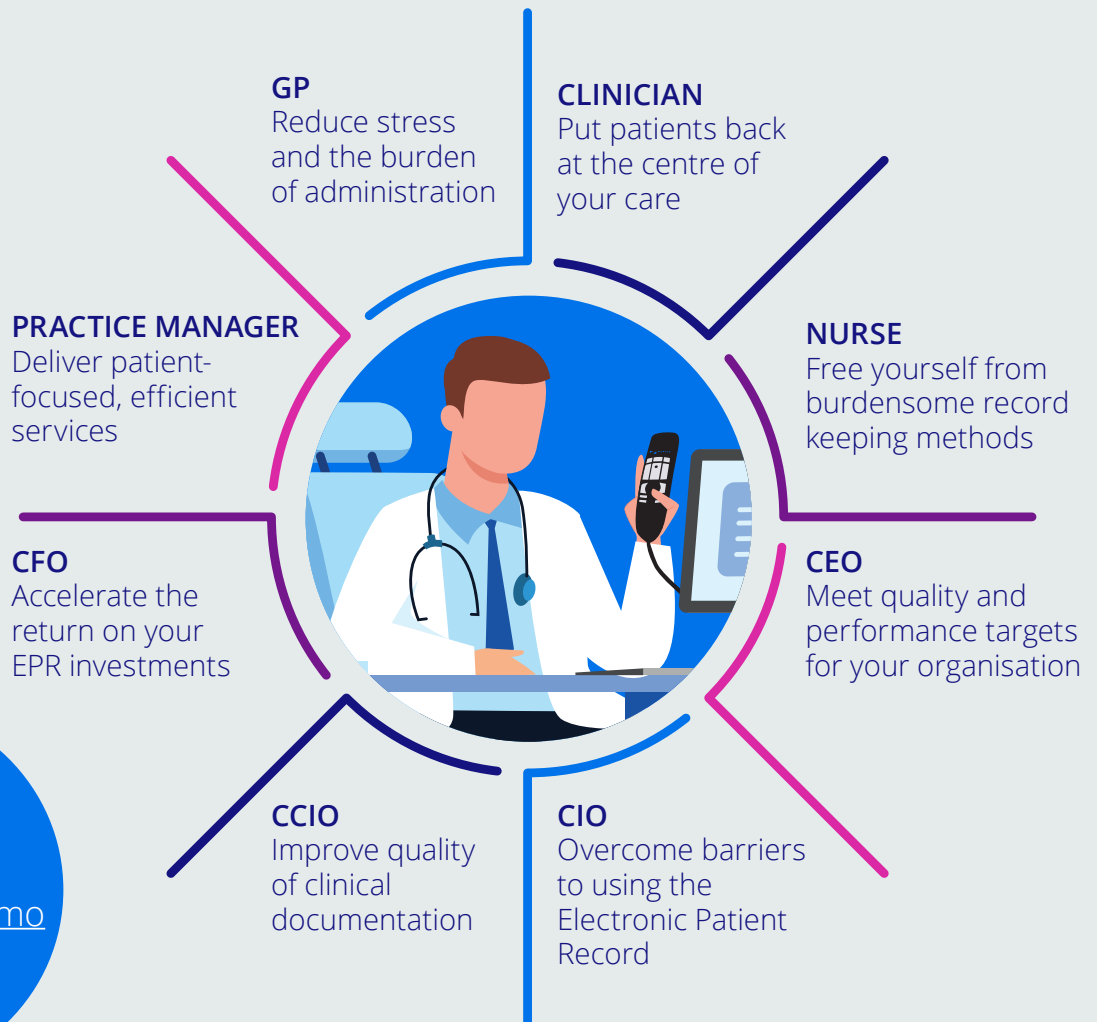 GP
Reduce stress
and the burden
of administration
CLINICIAN
Put patients back
at the centre of
your care
PRACTICE MANAGER
Deliver patient-
focused, efficient
services
NURSE
Free yourself from
burdensome record
keeping methods
CFO
Accelerate the
return on your
EPR investments
CEO
Meet quality and
performance targets
for your organisation
CCIO
Improve quality
of clinical
documentation
CIO
Overcome barriers
to using the
Electronic Patient
Record